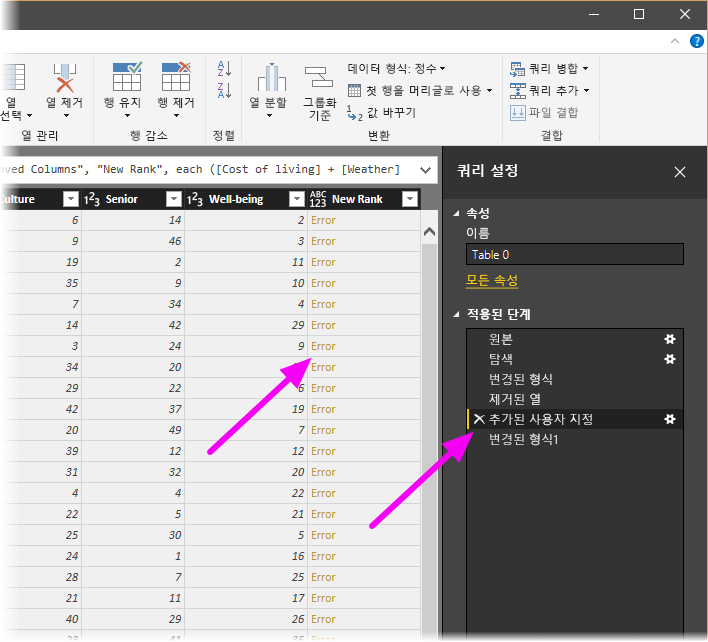 ?
열
선택
열 제거
열 관리
행 유지
행 제거
행 감소
A
Z
Z
A
정렬
열 분할
그룹화
기준
데이터 형식: 정수
첫 행을 머리글로 사용
1
2 값 바꾸기
변환
쿼리 병합
쿼리 추가
파일 결합
결합
oved Columns", "New Rank", each ([Cost of living] + [Weather]
Culture 1²3 Senior 1²3 Well-being ABC 123 New Rank
6 14 2 Error
9 46 3 Error
19 2 11 Error
35 9 10 Error
7 34 4 Error
14 42 29 Error
3 24 9 Error
34 20 Error
29 22 6 Error
42 37 19 Error
20 49 7 Error
39 12 12 Error
31 32 20 Error
4 4 22 Error
22 5 21 Error
25 30 5 Error
24 1 16 Error
28 7 25 Error
21 11 17 Error
40 29 26 Error
쿼리 설정
속성
이름
Table 0
모든 속성
적용된 단계
원본
탐색
변경된 형식
제거된 열
추가된 사용자 지정
변경된 형식1